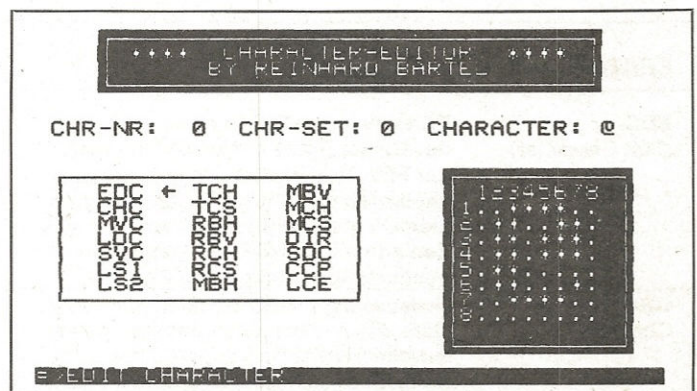 **** CHARACTER-EDITOR ****
BY REINHARD BARTEL
CHR-NR: 0 CHR-SET: 0 CHARACTER: @
EDC ← TCH MBV
CHC TCS MCH
MVC RBH MCS
LDC RBV DIR
SVC RCH SDC
LS1 RCS CCP
LS2 MBH LCE
12345678
1
2
3
4
5
6
7
8
=>EDIT CHARACTER